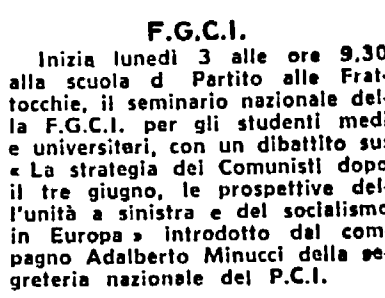 F.G.C.I.
Inizia lunedì 3 alle ore 9,30
alla scuola d Partito alle Frat-
tocchie, il seminario nazionale del-
la F.G.C.I. per gli studenti medi
e universitari, con un dibattito su:
« La strategia dei Comunisti dopo
il tre giugno, le prospettive del-
l'unità a sinistra e del socialismo
in Europa » introdotto dal com-
pagno Adalberto Minucci della se-
greteria nazionale del P.C.I.